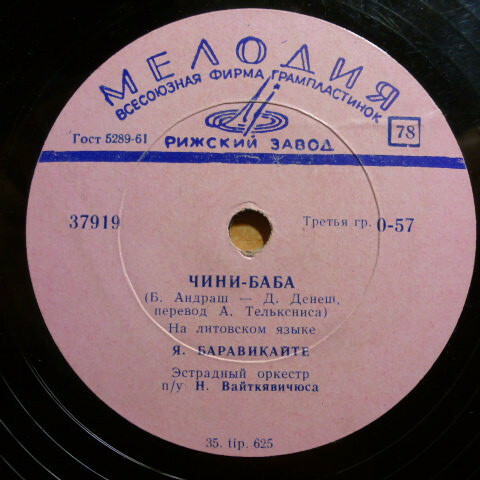 МЕЛОДИЯ
ВСЕСОЮЗНАЯ ФИРМА ГРАМПЛАСТИНОК
Гост 5289-61
РИЖСКИЙ ЗАВОД
78
37919
Третья гр. 0-57
ЧИНИ-БАБА
(Б. Андраш — Д. Денеш,
перевод А. Тельксниса)
На литовском языке
Я. БАРАВИКАЙТЕ
Эстрадный оркестр
п/у Н. Вайткявичюса
35. tip. 625